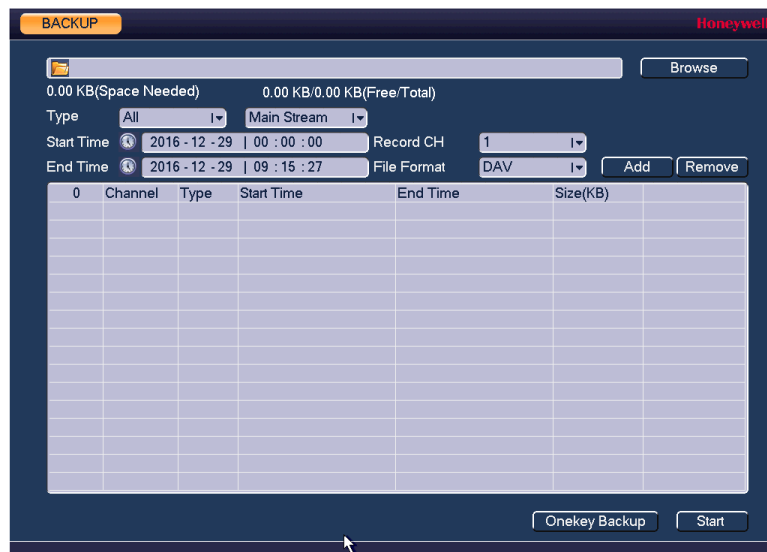 BACKUP Honeywell
Browse
0.00 KB(Space Needed) 0.00 KB/0.00 KB(Free/Total)
Type All Main Stream
Start Time 2016 - 12 - 29 | 00 : 00 : 00 Record CH 1
End Time 2016 - 12 - 29 | 09 : 15 : 27 File Format DAV Add Remove
0 Channel Type Start Time End Time Size(KB)
Onekey Backup Start